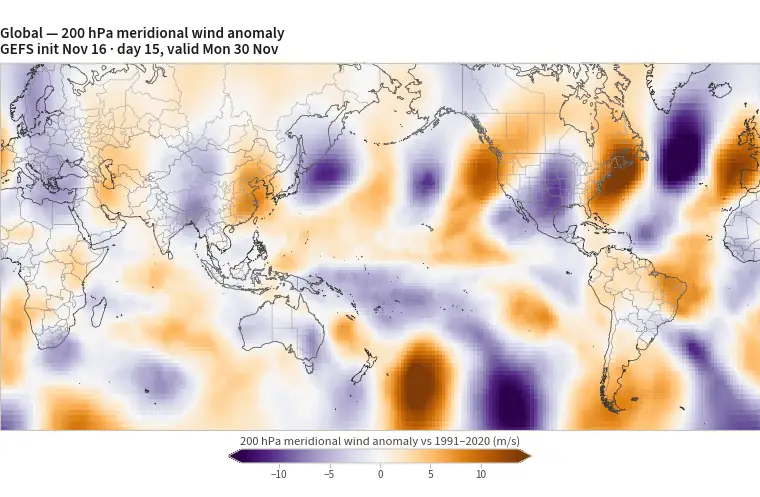 Global — 200 hPa meridional wind anomaly
GEFS init Nov 16 · day 15, valid Mon 30 Nov
200 hPa meridional wind anomaly vs 1991–2020 (m/s)
−10 −5 0 5 10